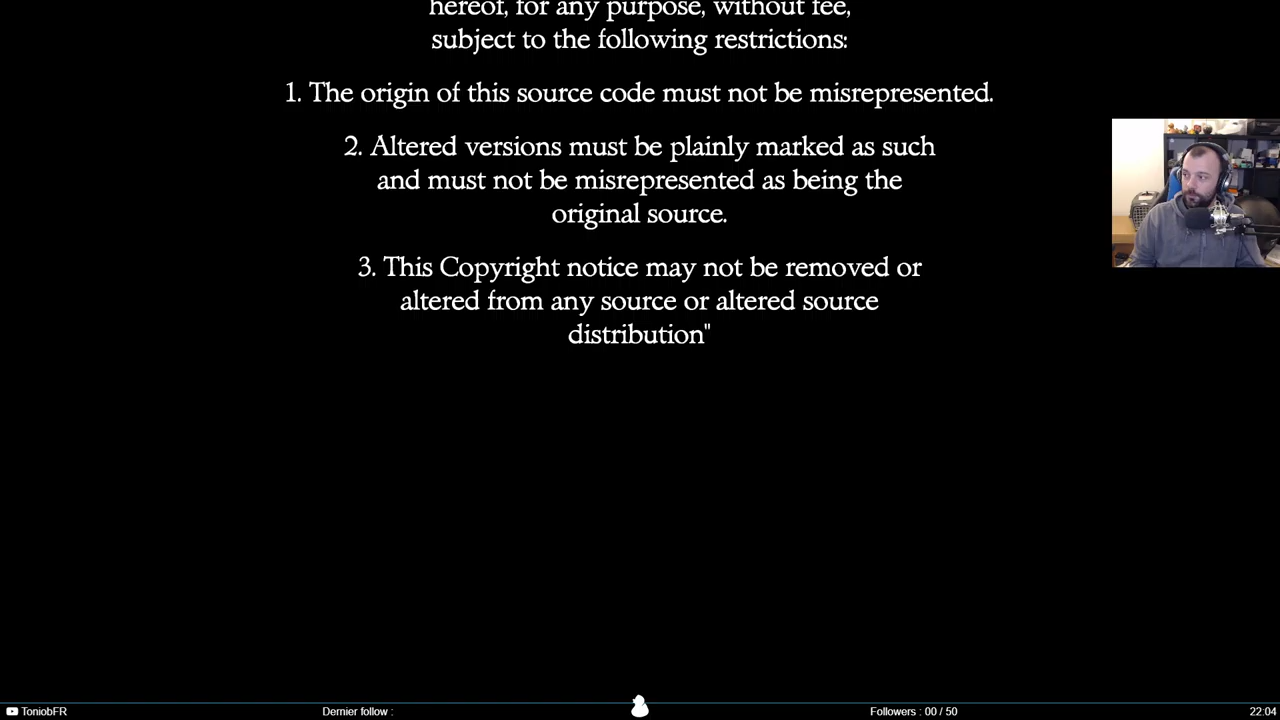 hereof, for any purpose, without fee,
subject to the following restrictions:
1. The origin of this source code must not be misrepresented.
2. Altered versions must be plainly marked as such
and must not be misrepresented as being the
original source.
3. This Copyright notice may not be removed or
altered from any source or altered source
distribution"
ToniobFR
Dernier follow :
Followers : 00 / 50
22:04